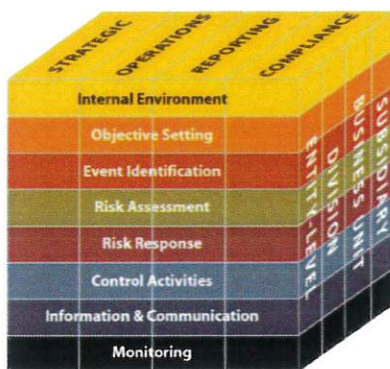 STRATEGIC
OPERATIONS
REPORTING
COMPLIANCE
Internal Environment
Objective Setting
Event Identification
Risk Assessment
Risk Response
Control Activities
Information & Communication
Monitoring
ENTITY-LEVEL
DIVISION
BUSINESS UNIT
SUBSIDIARY